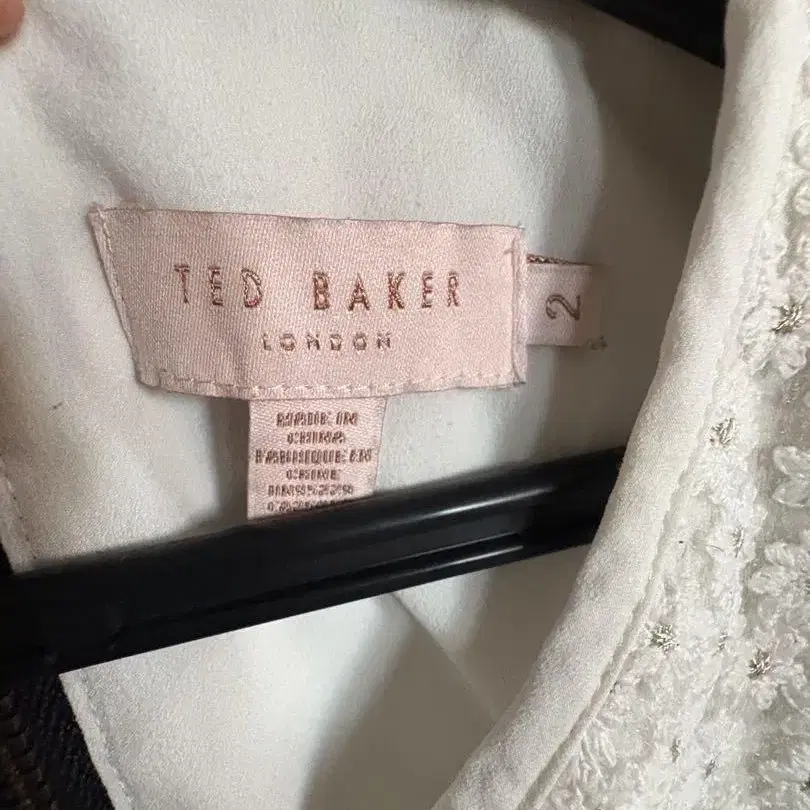 TED BAKER
LONDON
2
MADE IN
CHINA
FABRIQUE EN
CHINE